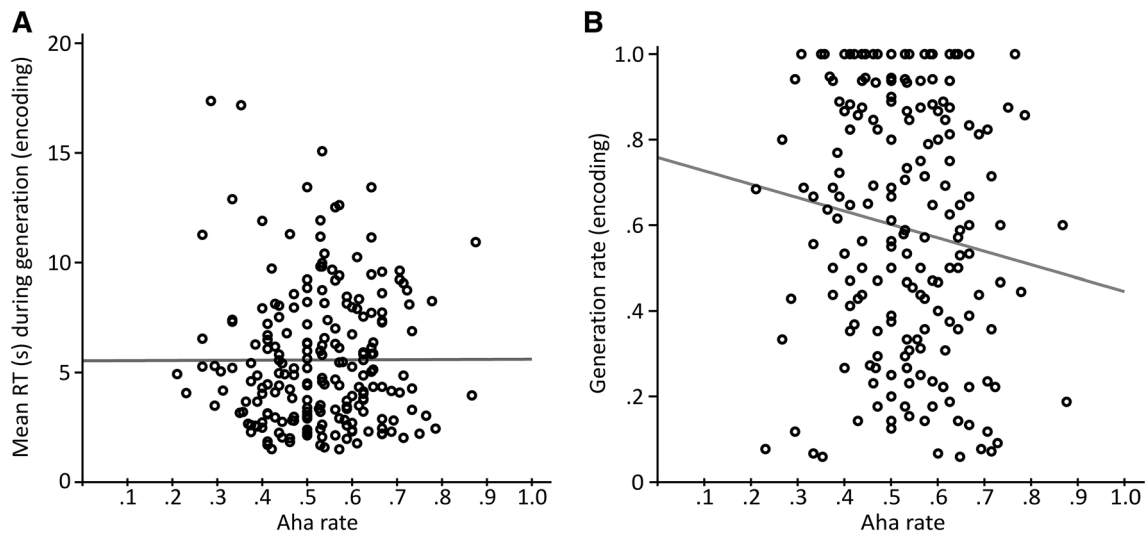 A
Mean RT (s) during generation (encoding)
20
15
10
5
0
.1 .2 .3 .4 .5 .6 .7 .8 .9 1.0
Aha rate
B
Generation rate (encoding)
1.0
.8
.6
.4
.2
0
.1 .2 .3 .4 .5 .6 .7 .8 .9 1.0
Aha rate